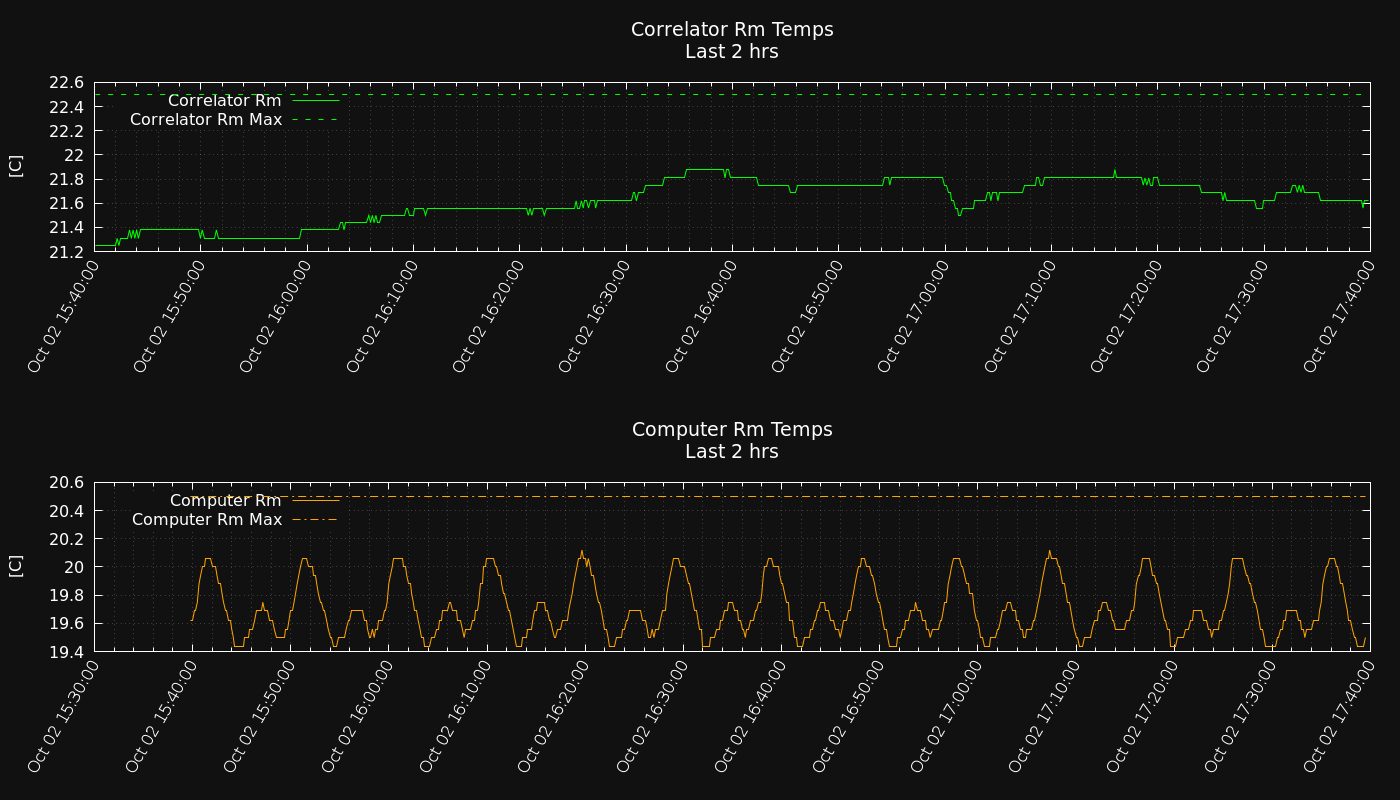 Correlator Rm Temps
Last 2 hrs
22.6
22.4
22.2
22
21.8
21.6
21.4
21.2
[C]
Correlator Rm
Correlator Rm Max
Oct 02 15:40:00
Oct 02 15:50:00
Oct 02 16:00:00
Oct 02 16:10:00
Oct 02 16:20:00
Oct 02 16:30:00
Oct 02 16:40:00
Oct 02 16:50:00
Oct 02 17:00:00
Oct 02 17:10:00
Oct 02 17:20:00
Oct 02 17:30:00
Oct 02 17:40:00
Computer Rm Temps
Last 2 hrs
20.6
20.4
20.2
20
19.8
19.6
19.4
[C]
Computer Rm
Computer Rm Max
Oct 02 15:30:00
Oct 02 15:40:00
Oct 02 15:50:00
Oct 02 16:00:00
Oct 02 16:10:00
Oct 02 16:20:00
Oct 02 16:30:00
Oct 02 16:40:00
Oct 02 16:50:00
Oct 02 17:00:00
Oct 02 17:10:00
Oct 02 17:20:00
Oct 02 17:30:00
Oct 02 17:40:00